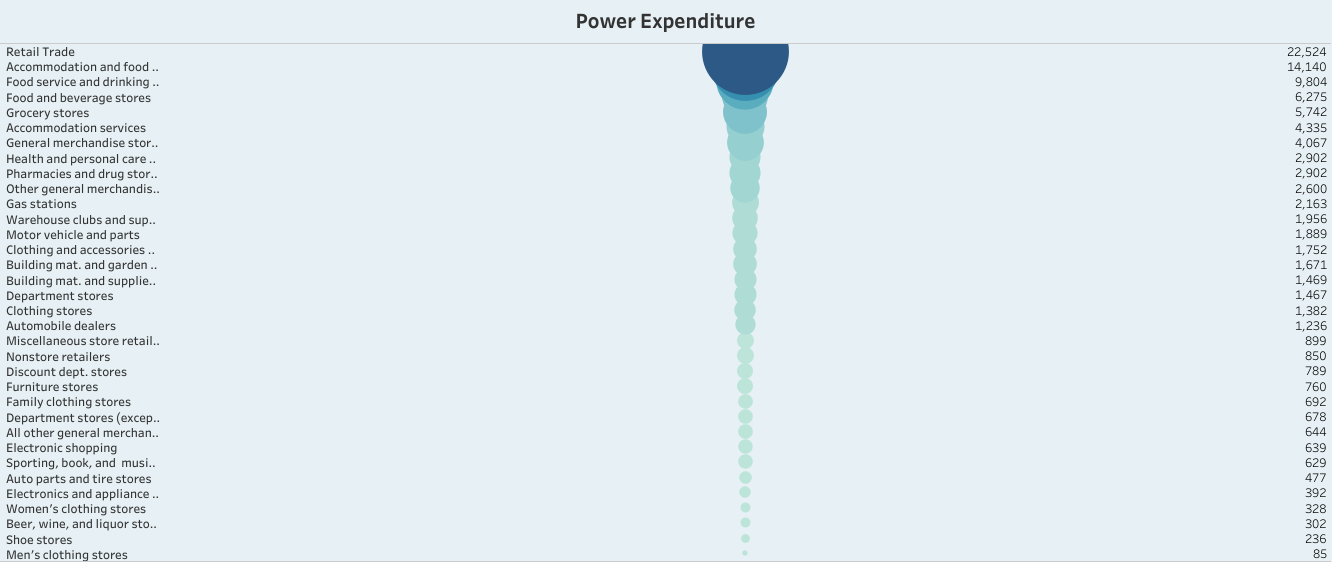 Power Expenditure
Retail Trade 22,524
Accommodation and food .. 14,140
Food service and drinking .. 9,804
Food and beverage stores 6,275
Grocery stores 5,742
Accommodation services 4,335
General merchandise stor.. 4,067
Health and personal care .. 2,902
Pharmacies and drug stor.. 2,902
Other general merchandis.. 2,600
Gas stations 2,163
Warehouse clubs and sup.. 1,956
Motor vehicle and parts 1,889
Clothing and accessories .. 1,752
Building mat. and garden .. 1,671
Building mat. and supplie.. 1,469
Department stores 1,467
Clothing stores 1,382
Automobile dealers 1,236
Miscellaneous store retail.. 899
Nonstore retailers 850
Discount dept. stores 789
Furniture stores 760
Family clothing stores 692
Department stores (excep.. 678
All other general merchan.. 644
Electronic shopping 639
Sporting, book, and  musi.. 629
Auto parts and tire stores 477
Electronics and appliance .. 392
Women's clothing stores 328
Beer, wine, and liquor sto.. 302
Shoe stores 236
Men's clothing stores 85